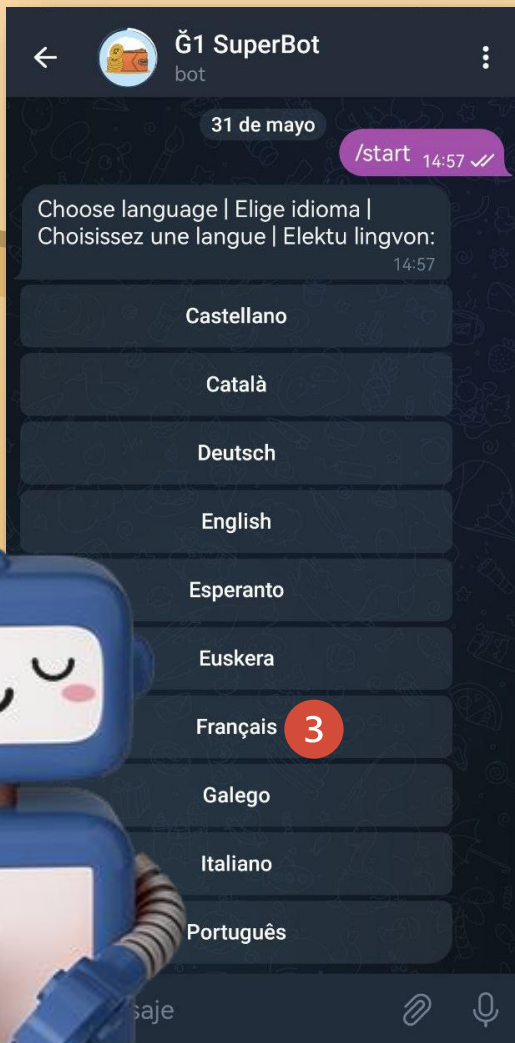 Ğ1 SuperBot
bot
31 de mayo
/start 14:57
Choose language | Elige idioma |
Choisissez une langue | Elektu lingvon:
14:57
Castellano
Català
Deutsch
English
Esperanto
Euskera
Français 3
Galego
Italiano
Português
saje